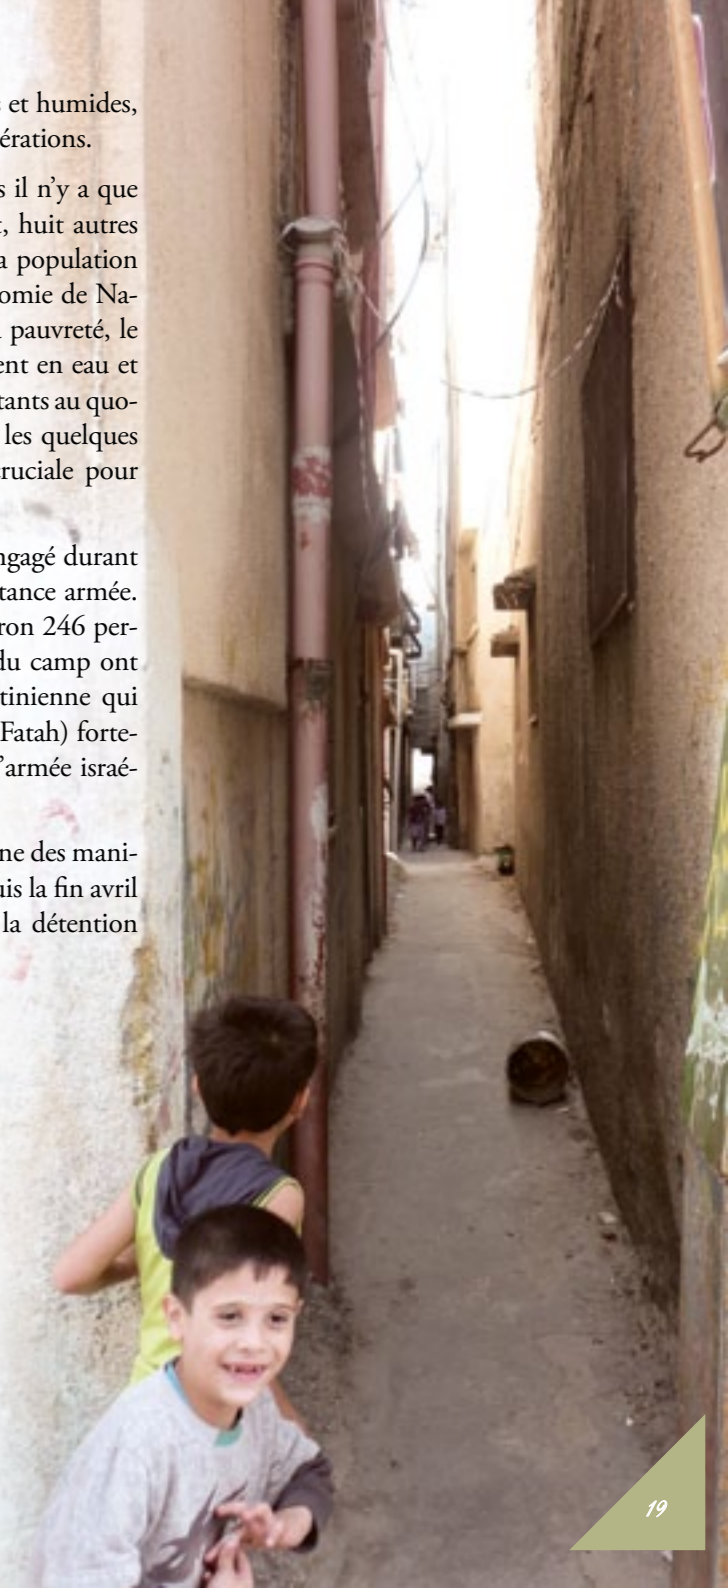 et humides,
érations.
il n’y a que
, huit autres
population
omie de Na-
pauvreté, le
ent en eau et
tants au quo-
les quelques
ruciale pour
ngagé durant
tance armée.
ron 246 per-
du camp ont
tinienne qui
Fatah) forte-
’armée israé-
ne des mani-
uis la fin avril
la détention
19